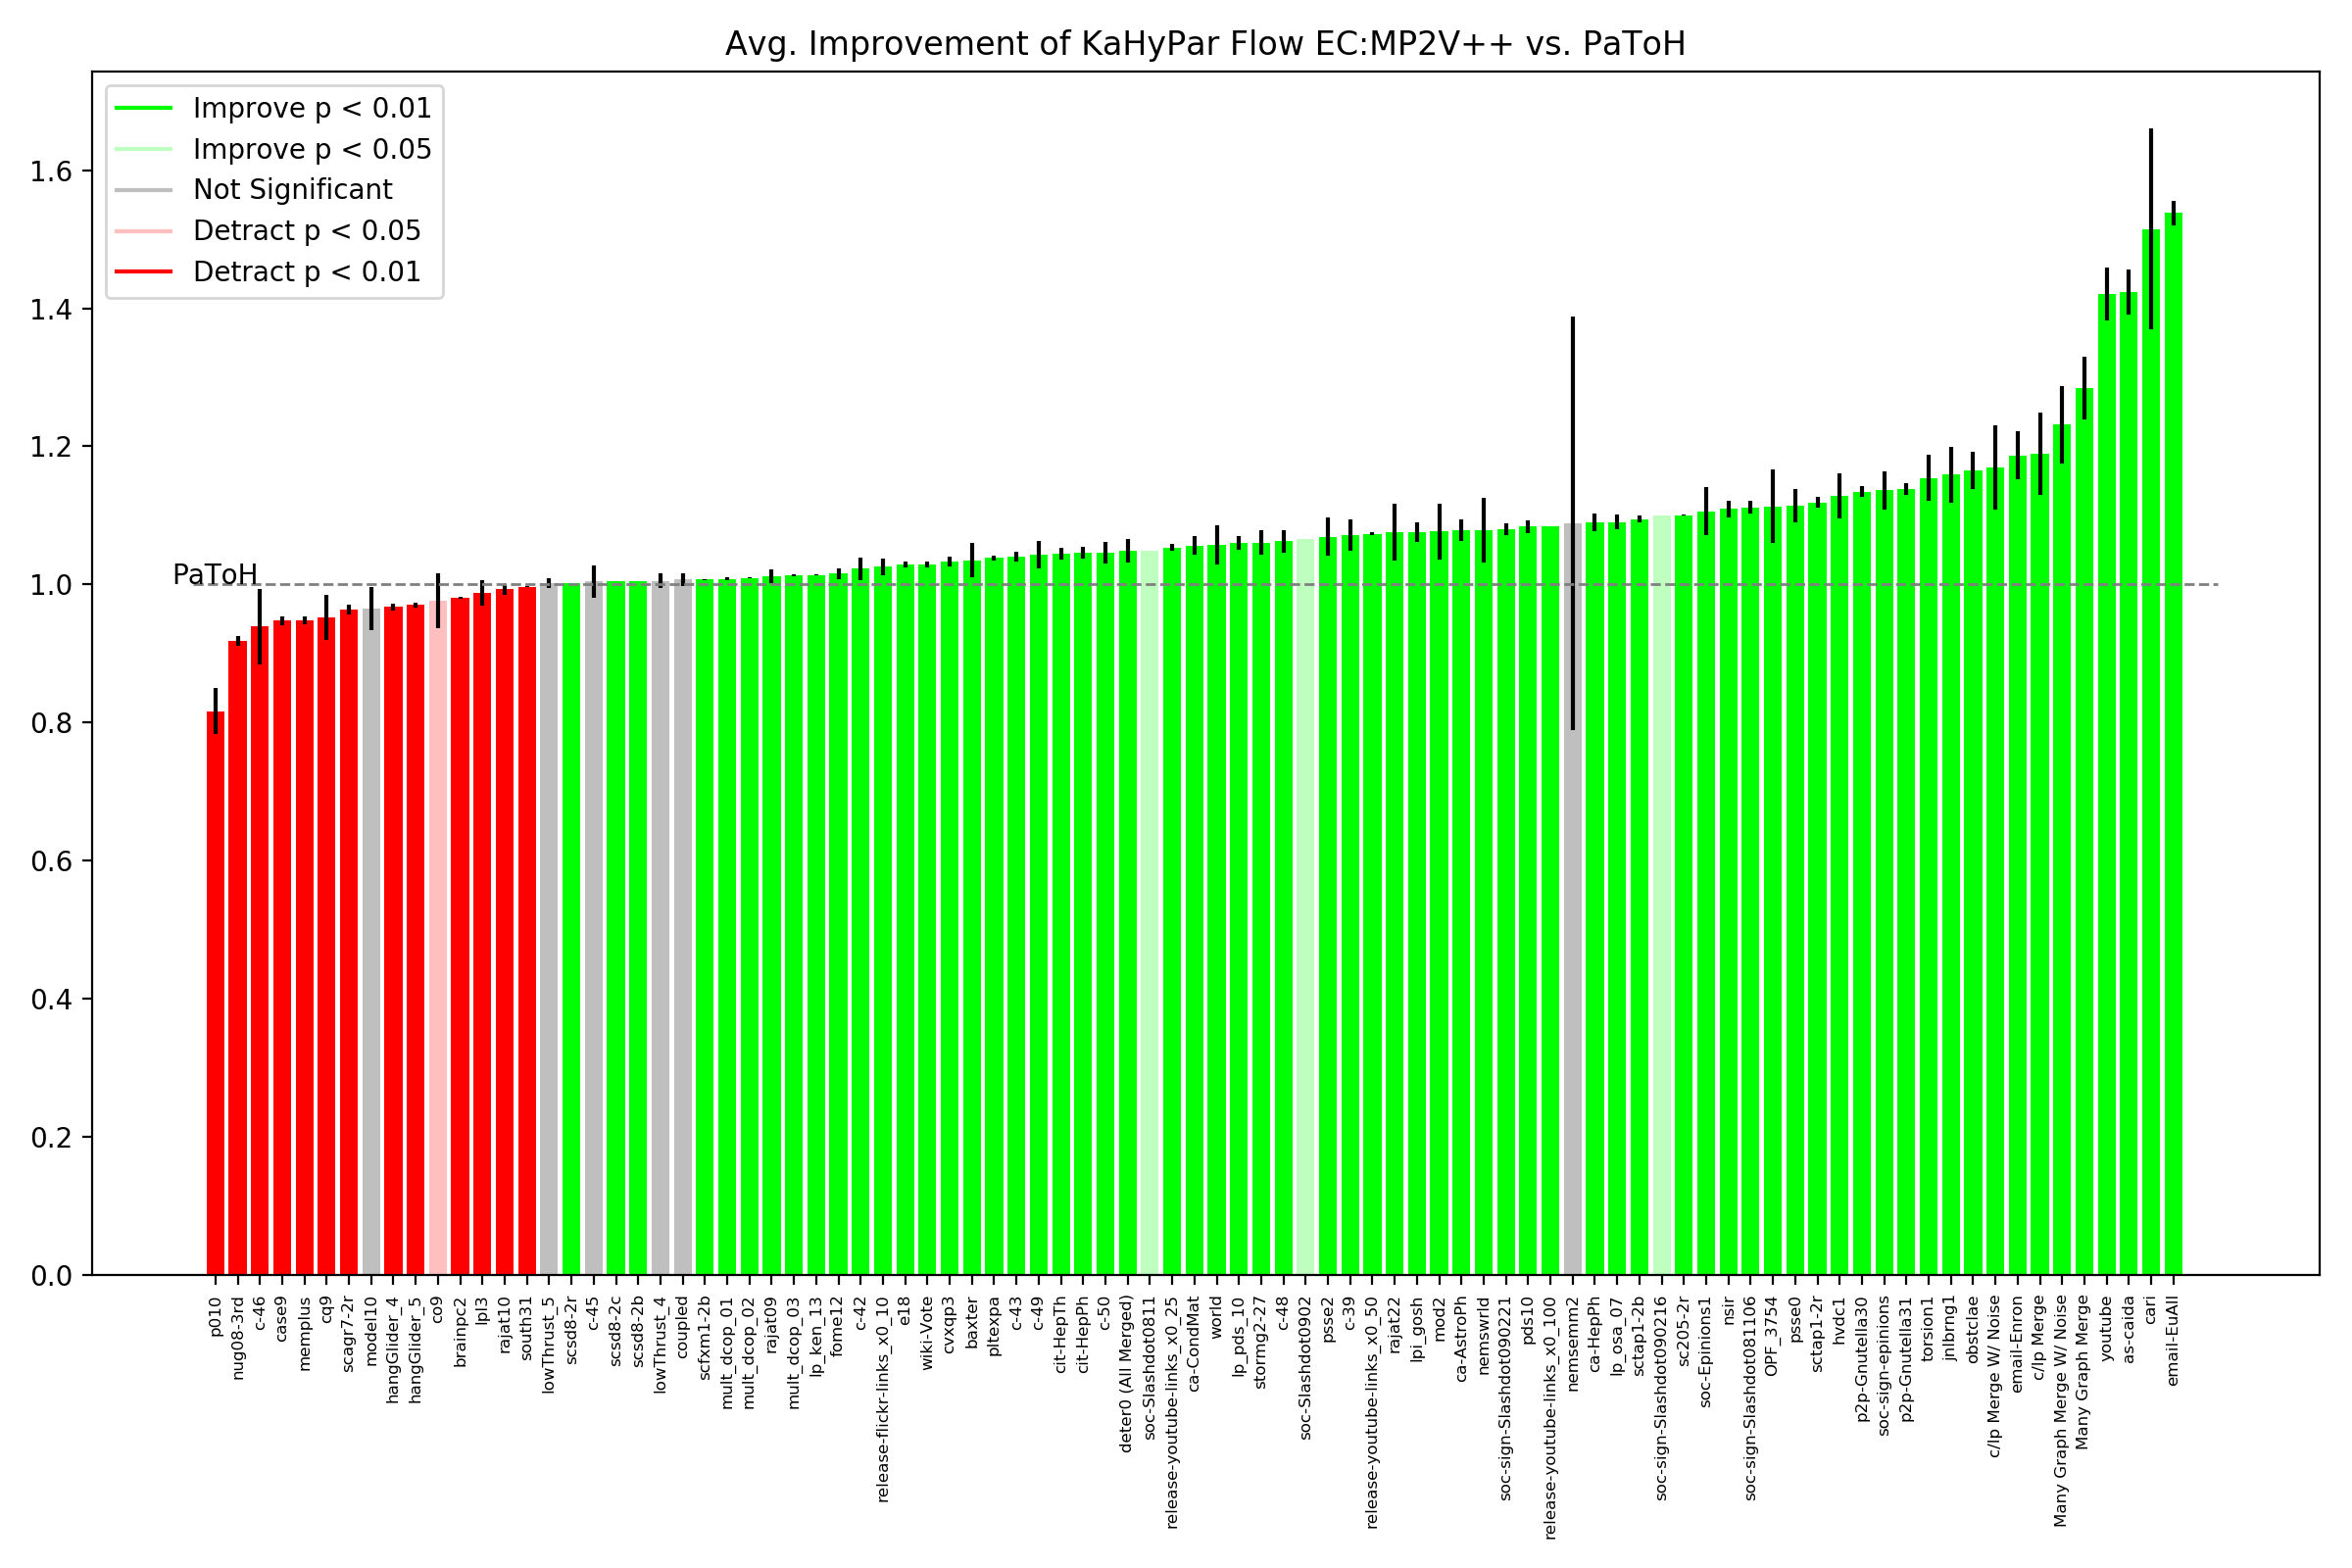 Avg. Improvement of KaHyPar Flow EC:MP2V++ vs. PaToH
Improve p < 0.01
Improve p < 0.05
Not Significant
Detract p < 0.05
Detract p < 0.01
1.6
1.4
1.2
1.0
0.8
0.6
0.4
0.2
0.0
PaToH
p010
nug08-3rd
c-46
case9
memplus
cq9
scagr7-2r
model10
hangGlider_4
hangGlider_5
co9
brainpc2
lpl3
rajat10
south31
lowThrust_5
scsd8-2r
c-45
scsd8-2c
scsd8-2b
lowThrust_4
coupled
scfxm1-2b
mult_dcop_01
mult_dcop_02
rajat09
mult_dcop_03
lp_ken_13
fome12
c-42
release-flickr-links_x0_10
e18
wiki-Vote
cvxqp3
baxter
pltexpa
c-43
c-49
cit-HepTh
cit-HepPh
c-50
deter0 (All Merged)
soc-Slashdot0811
release-youtube-links_x0_25
ca-CondMat
world
lp_pds_10
stormg2-27
c-48
soc-Slashdot0902
psse2
c-39
release-youtube-links_x0_50
rajat22
lpi_gosh
mod2
ca-AstroPh
nemswrld
soc-sign-Slashdot090221
pds10
release-youtube-links_x0_100
nemsemm2
ca-HepPh
lp_osa_07
sctap1-2b
soc-sign-Slashdot090216
sc205-2r
soc-Epinions1
nsir
soc-sign-Slashdot081106
OPF_3754
psse0
sctap1-2r
hvdc1
p2p-Gnutella30
soc-sign-epinions
p2p-Gnutella31
torsion1
jnlbrng1
obstclae
c/lp Merge W/ Noise
email-Enron
c/lp Merge
Many Graph Merge W/ Noise
Many Graph Merge
youtube
as-caida
cari
email-EuAll